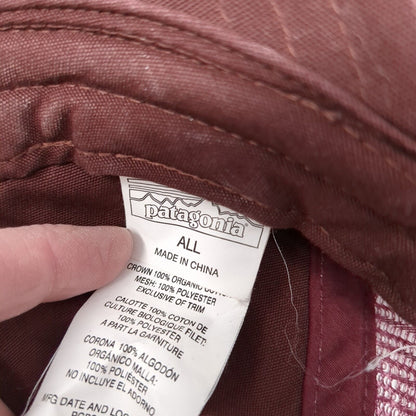 patagonia
ALL
MADE IN CHINA
CROWN 100% ORGANIC COTTON
MESH: 100% POLYESTER
EXCLUSIVE OF TRIM
CALOTTE 100% COTON DE
CULTURE BIOLOGIQUE FILET:
100% POLYESTER
A PART LA GARNITURE
CORONA: 100% ALGODÓN
ORGÁNICO MALLA:
100% POLIÉSTER
NO INCLUYE EL ADORNO
MFG DATE AND LOC